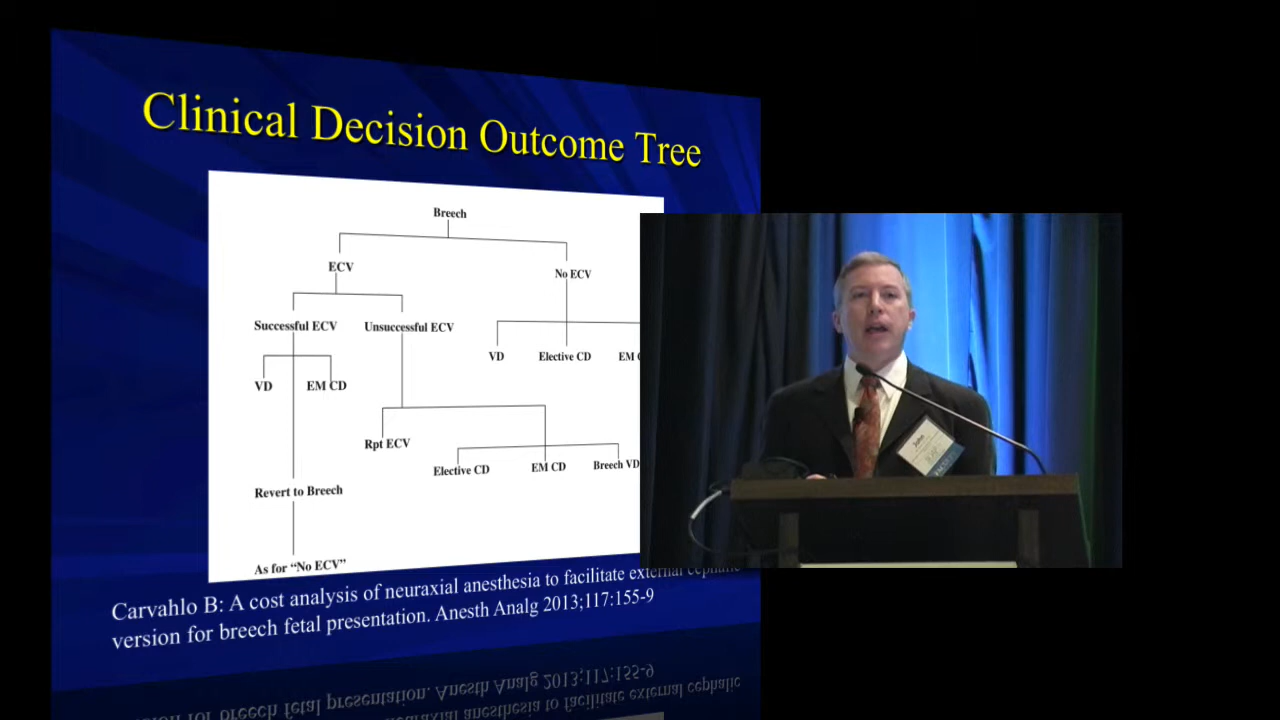 Clinical Decision Outcome Tree
Breech
ECV
No ECV
Successful ECV
Unsuccessful ECV
VD
Elective CD
EM
VD
EM CD
Rpt ECV
Elective CD
EM CD
Breech VD
Revert to Breech
As for “No ECV”
Carvahlo B: A cost analysis of neuraxial anesthesia to facilitate external cephalic
version for breech fetal presentation. Anesth Analg 2013;117:155-9
John